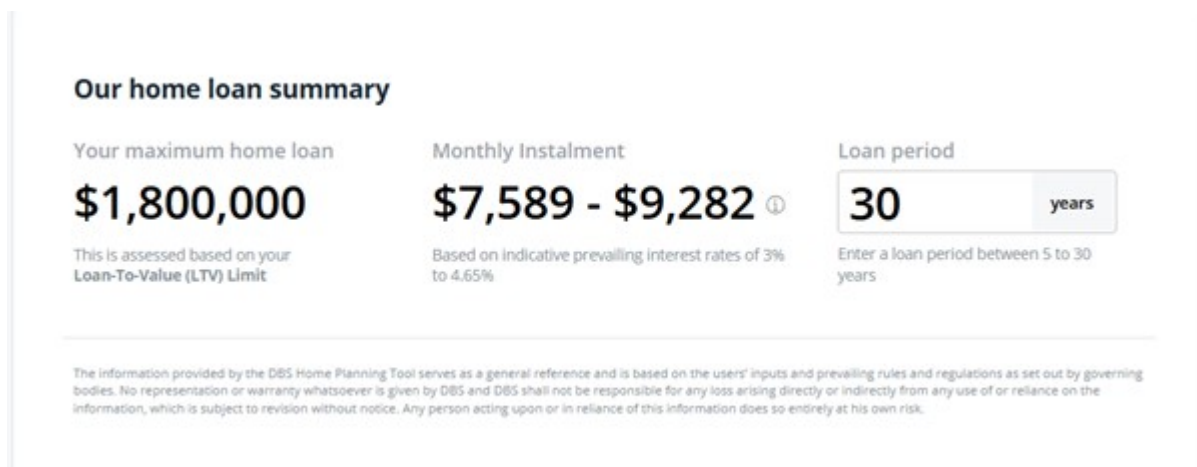 Our home loan summary
Your maximum home loan
$1,800,000
This is assessed based on your
Loan-To-Value (LTV) Limit
Monthly Instalment
$7,589 - $9,282
Based on indicative prevailing interest rates of 3%
to 4.65%
Loan period
30 years
Enter a loan period between 5 to 30
years
The information provided by the DBS Home Planning Tool serves as a general reference and is based on the users' inputs and prevailing rules and regulations as set out by governing
bodies. No representation or warranty whatsoever is given by DBS and DBS shall not be responsible for any loss arising directly or indirectly from any use of or reliance on the
information, which is subject to revision without notice. Any person acting upon or in reliance of this information does so entirely at his own risk.